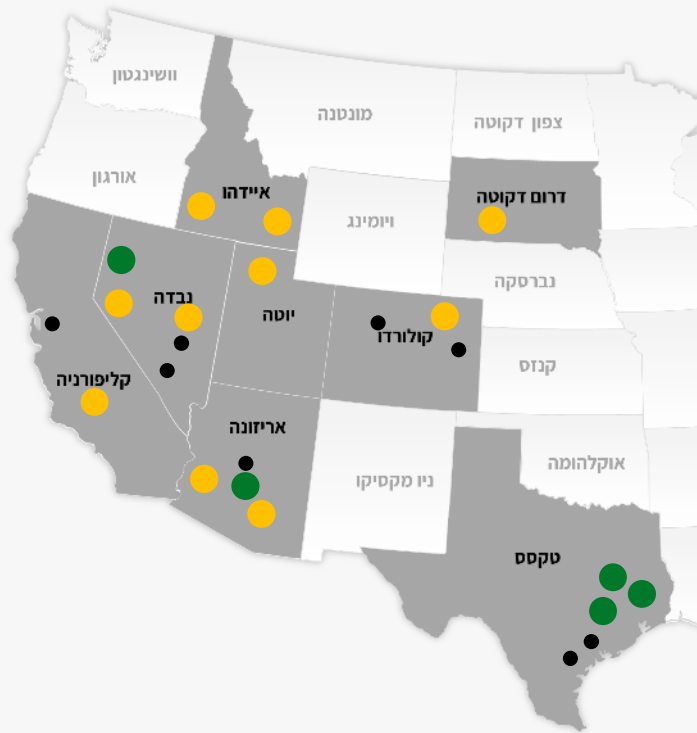 וושינגטון
מונטנה
צפון דקוטה
אורגון
איידהו
דרום דקוטה
ויומינג
נברסקה
נבדה
יוטה
קולורדו
קנזס
קליפורניה
אריזונה
ניו מקסיקו
אוקלהומה
טקסס